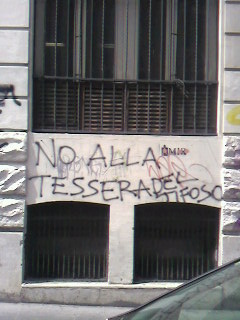 NO ALLA
TESSERA DEL
TIFOSO